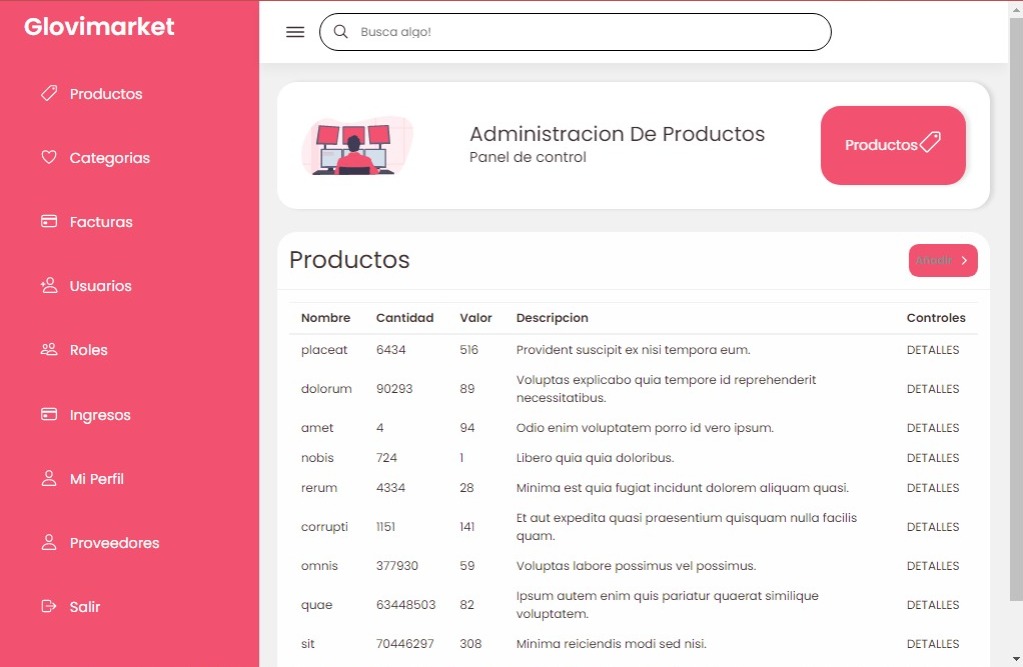 Glovimarket
Productos
Categorias
Facturas
Usuarios
Roles
Ingresos
Mi Perfil
Proveedores
Salir
Busca algo!
Administracion De Productos
Panel de control
Productos
Productos
Añadir
Nombre Cantidad Valor Descripcion Controles
placeat 6434 516 Provident suscipit ex nisi tempora eum. DETALLES
dolorum 90293 89 Voluptas explicabo quia tempore id reprehenderit
necessitatibus. DETALLES
amet 4 94 Odio enim voluptatem porro id vero ipsum. DETALLES
nobis 724 1 Libero quia quia doloribus. DETALLES
rerum 4334 28 Minima est quia fugiat incidunt dolorem aliquam quasi. DETALLES
corrupti 1151 141 Et aut expedita quasi praesentium quisquam nulla facilis
quam. DETALLES
omnis 377930 59 Voluptas labore possimus vel possimus. DETALLES
quae 63448503 82 Ipsum autem enim quis pariatur quaerat similique
voluptatem. DETALLES
sit 70446297 308 Minima reiciendis modi sed nisi. DETALLES